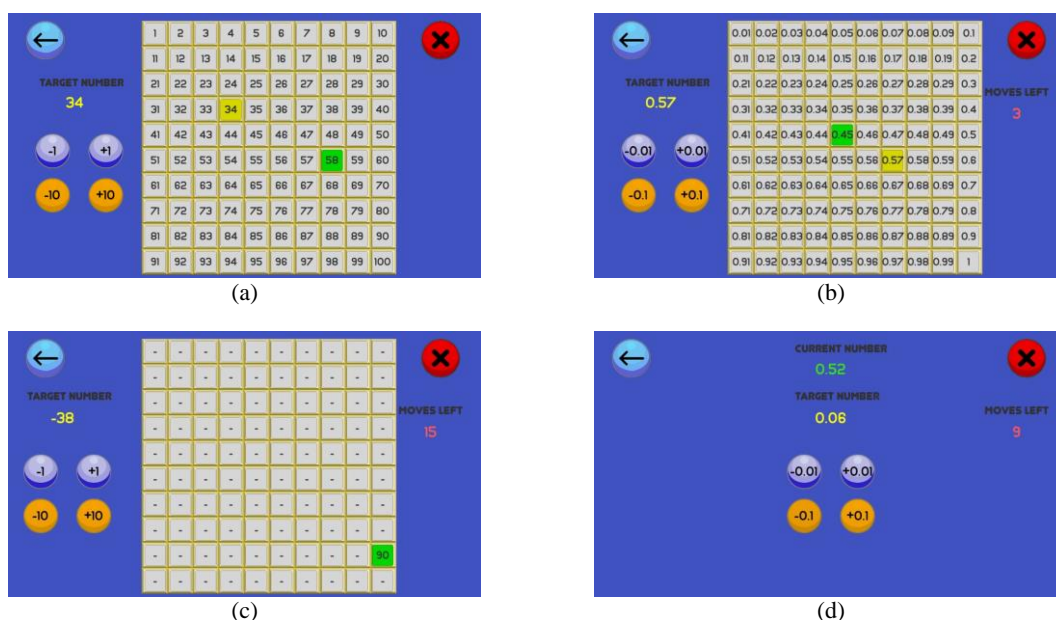 TARGET NUMBER
34
-1 +1
-10 +10
1 2 3 4 5 6 7 8 9 10
11 12 13 14 15 16 17 18 19 20
21 22 23 24 25 26 27 28 29 30
31 32 33 34 35 36 37 38 39 40
41 42 43 44 45 46 47 48 49 50
51 52 53 54 55 56 57 58 59 60
61 62 63 64 65 66 67 68 69 70
71 72 73 74 75 76 77 78 79 80
81 82 83 84 85 86 87 88 89 90
91 92 93 94 95 96 97 98 99 100
(a)
TARGET NUMBER
0.57
-0.01 +0.01
-0.1 +0.1
0.01 0.02 0.03 0.04 0.05 0.06 0.07 0.08 0.09 0.1
0.11 0.12 0.13 0.14 0.15 0.16 0.17 0.18 0.19 0.2
0.21 0.22 0.23 0.24 0.25 0.26 0.27 0.28 0.29 0.3
0.31 0.32 0.33 0.34 0.35 0.36 0.37 0.38 0.39 0.4
0.41 0.42 0.43 0.44 0.45 0.46 0.47 0.48 0.49 0.5
0.51 0.52 0.53 0.54 0.55 0.56 0.57 0.58 0.59 0.6
0.61 0.62 0.63 0.64 0.65 0.66 0.67 0.68 0.69 0.7
0.71 0.72 0.73 0.74 0.75 0.76 0.77 0.78 0.79 0.8
0.81 0.82 0.83 0.84 0.85 0.86 0.87 0.88 0.89 0.9
0.91 0.92 0.93 0.94 0.95 0.96 0.97 0.98 0.99 1
MOVES LEFT
3
(b)
TARGET NUMBER
-38
-1 +1
-10 +10
- - - - - - - - - -
- - - - - - - - - -
- - - - - - - - - -
- - - - - - - - - -
- - - - - - - - - -
- - - - - - - - - -
- - - - - - - - - -
- - - - - - - - - -
- - - - - - - - - 90
- - - - - - - - - -
MOVES LEFT
15
(c)
CURRENT NUMBER
0.52
TARGET NUMBER
0.06
-0.01 +0.01
-0.1 +0.1
MOVES LEFT
9
(d)